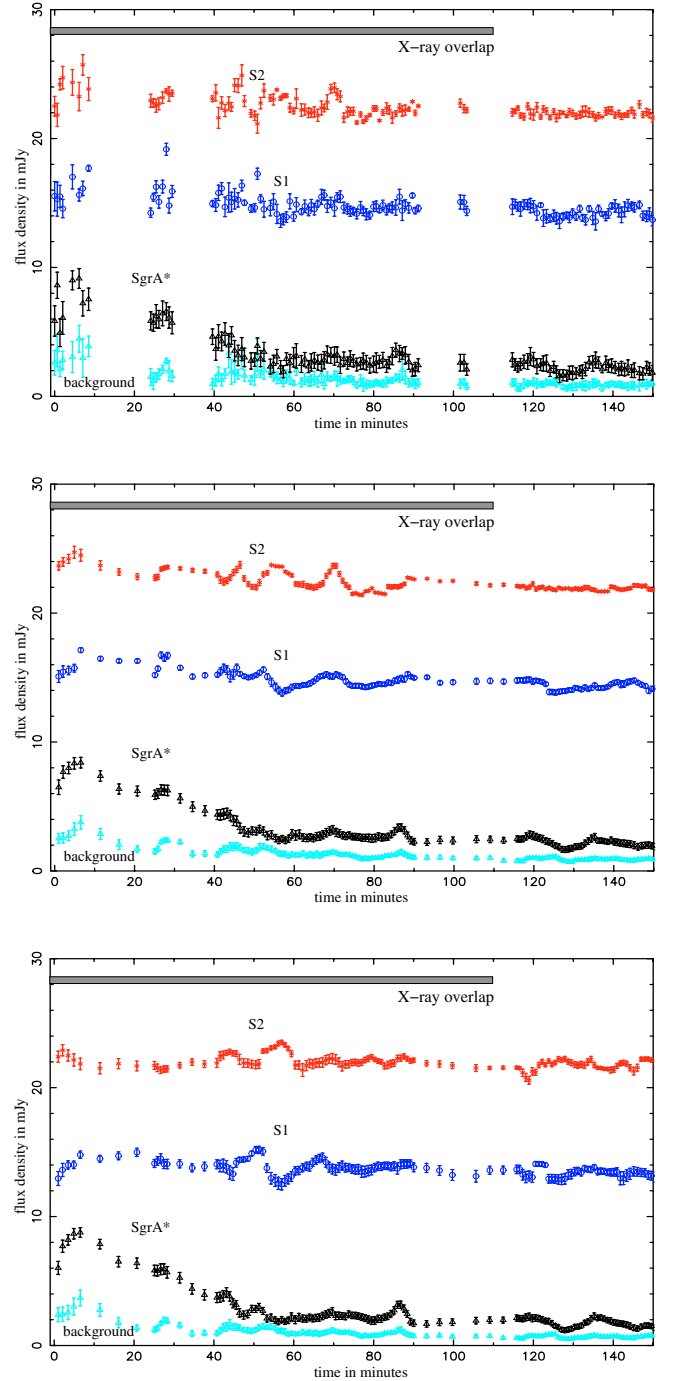 30
X-ray overlap
S2
20
S1
flux density in mJy
10
SgrA*
background
0
0 20 40 60 80 100 120 140
time in minutes
30
X-ray overlap
S2
20
S1
flux density in mJy
10
SgrA*
background
0
0 20 40 60 80 100 120 140
time in minutes
30
X-ray overlap
S2
20
S1
flux density in mJy
10
SgrA*
background
0
0 20 40 60 80 100 120 140
time in minutes